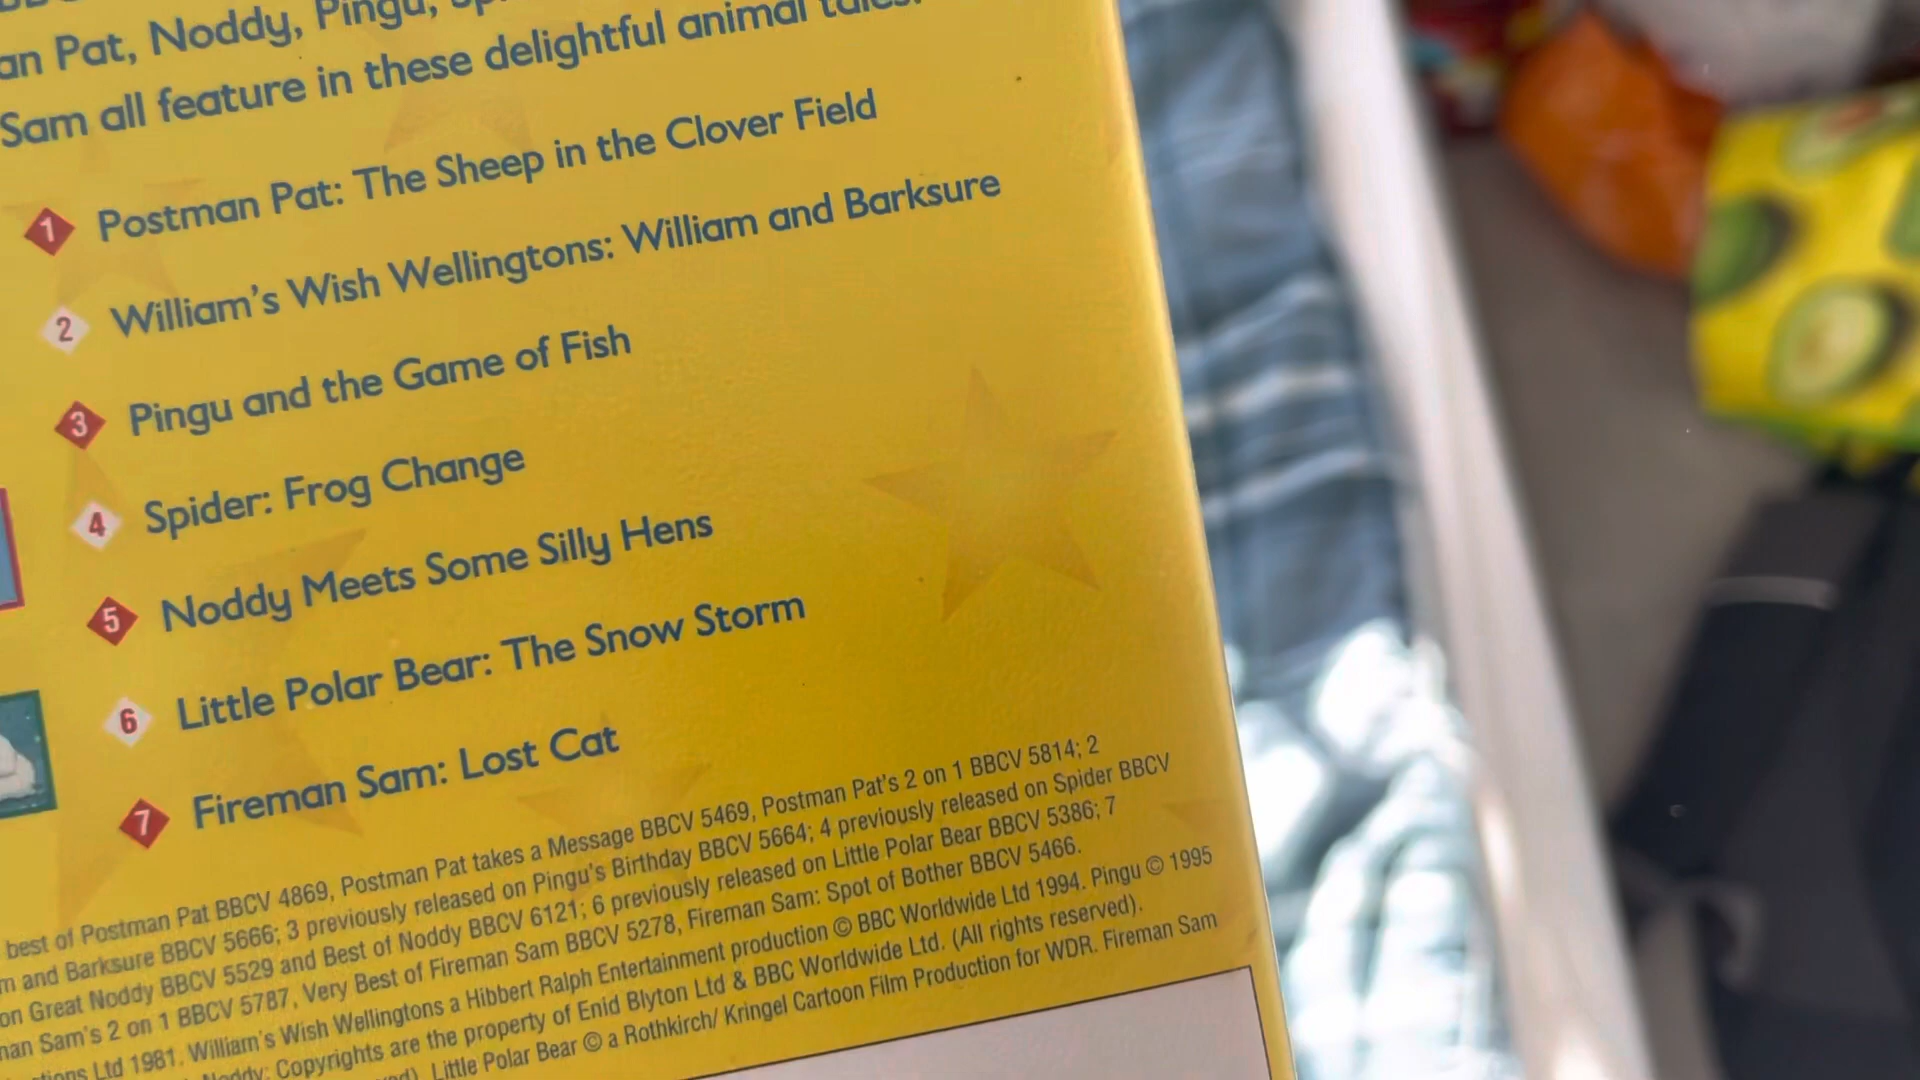 an Pat, Noddy, Pingu,
Sam all feature in these delightful animal tales.
1 Postman Pat: The Sheep in the Clover Field
2 William's Wish Wellingtons: William and Barksure
3 Pingu and the Game of Fish
4 Spider: Frog Change
5 Noddy Meets Some Silly Hens
6 Little Polar Bear: The Snow Storm
7 Fireman Sam: Lost Cat
best of Postman Pat BBCV 4869, Postman Pat takes a Message BBCV 5469, Postman Pat's 2 on 1 BBCV 5814; 2
m and Barksure BBCV 5666; 3 previously released on Pingu's Birthday BBCV 5664; 4 previously released on Spider BBCV
on Great Noddy BBCV 5529 and Best of Noddy BBCV 6121; 6 previously released on Little Polar Bear BBCV 5386; 7
man Sam's 2 on 1 BBCV 5787, Very Best of Fireman Sam BBCV 5278, Fireman Sam: Spot of Bother BBCV 5466.
ctions Ltd 1981. William's Wish Wellingtons a Hibbert Ralph Entertainment production © BBC Worldwide Ltd 1994. Pingu © 1995
Noddy: Copyrights are the property of Enid Blyton Ltd & BBC Worldwide Ltd. (All rights reserved).
Little Polar Bear © a Rothkirch/ Kringel Cartoon Film Production for WDR. Fireman Sam